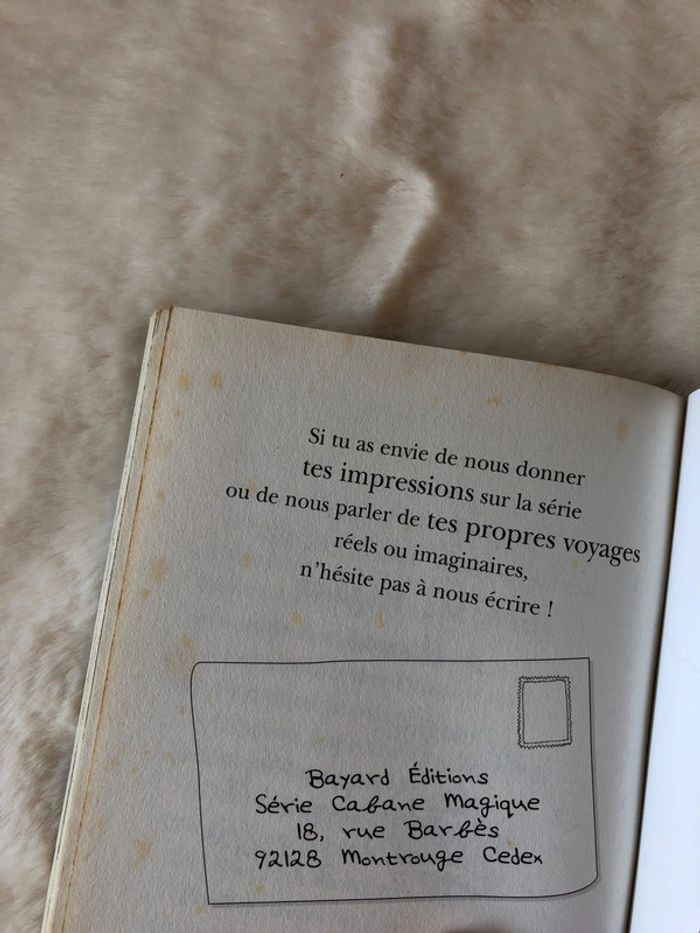 Si tu as envie de nous donner
tes impressions sur la série
ou de nous parler de tes propres voyages
réels ou imaginaires,
n'hésite pas à nous écrire !
Bayard Éditions
Série Cabane Magique
18, rue Barbès
92128 Montrouge Cedex